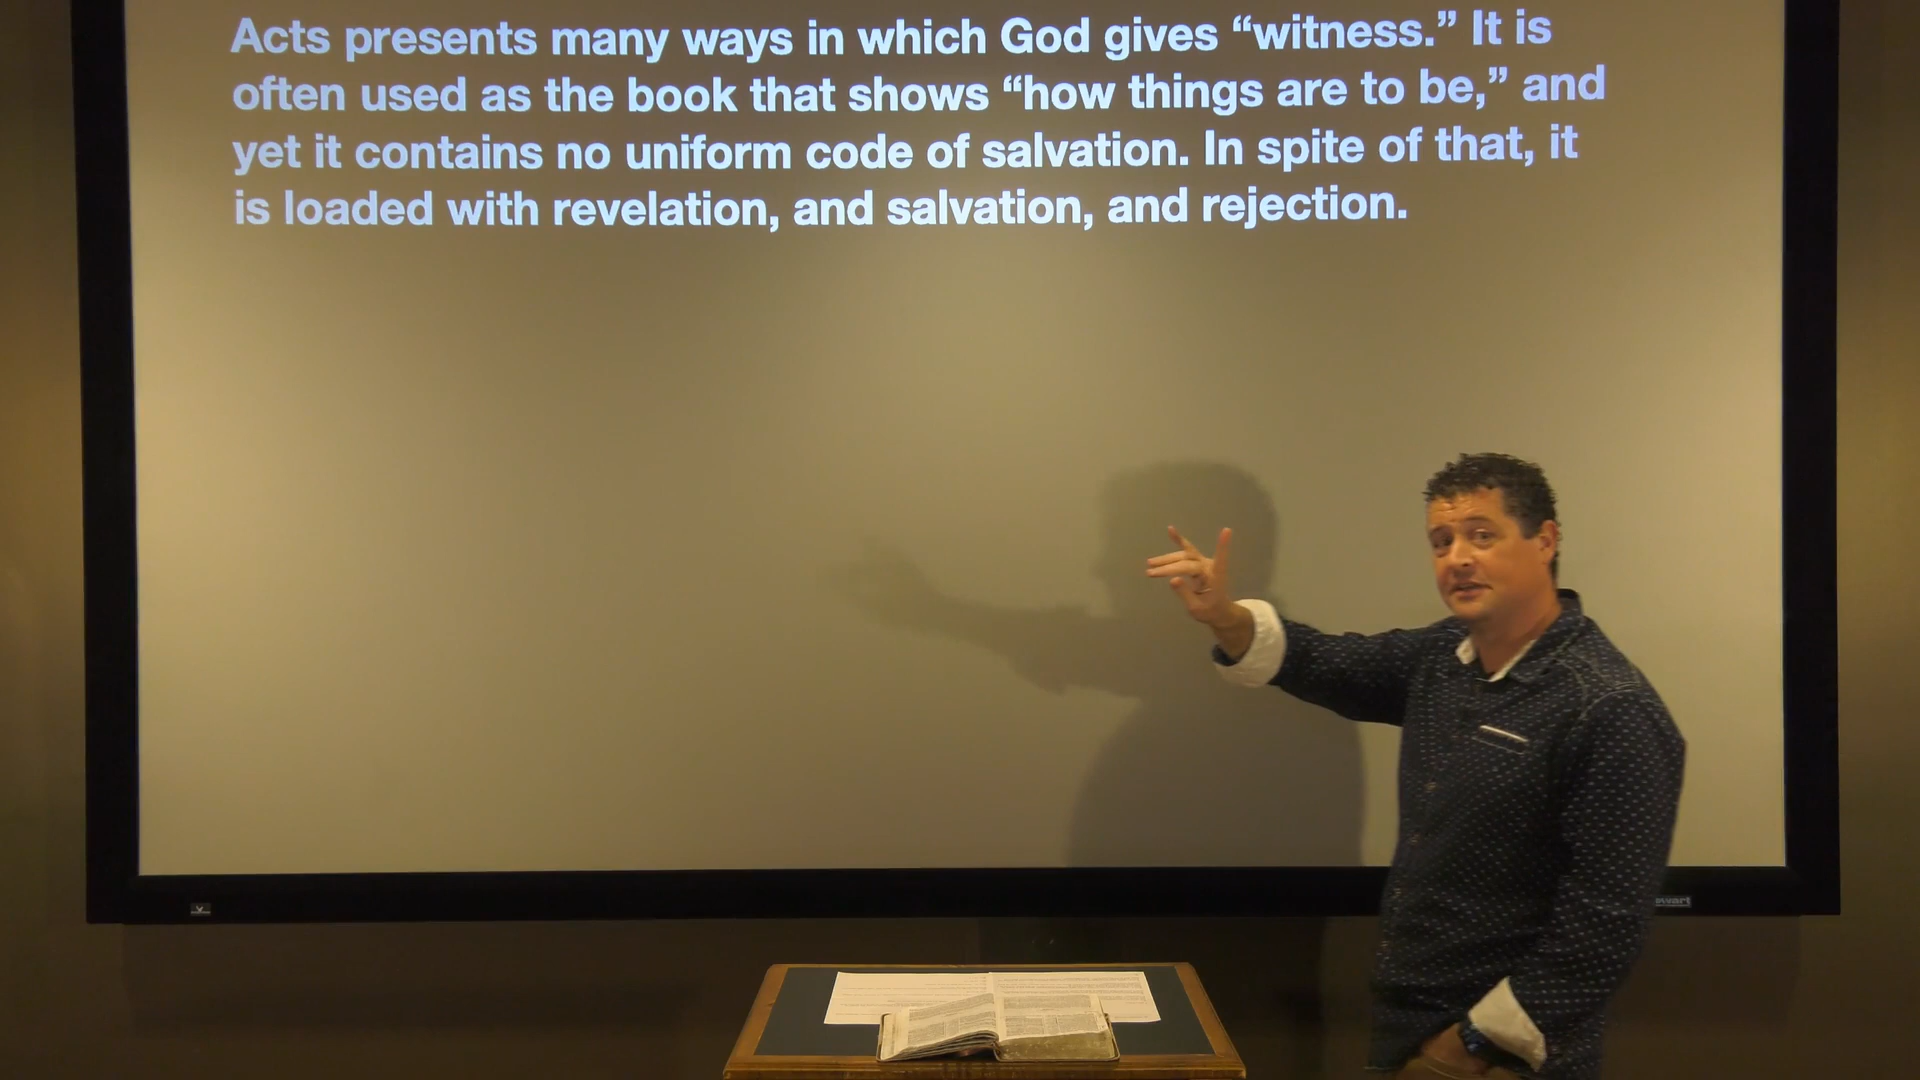 Acts presents many ways in which God gives “witness.” It is
often used as the book that shows “how things are to be,” and
yet it contains no uniform code of salvation. In spite of that, it
is loaded with revelation, and salvation, and rejection.